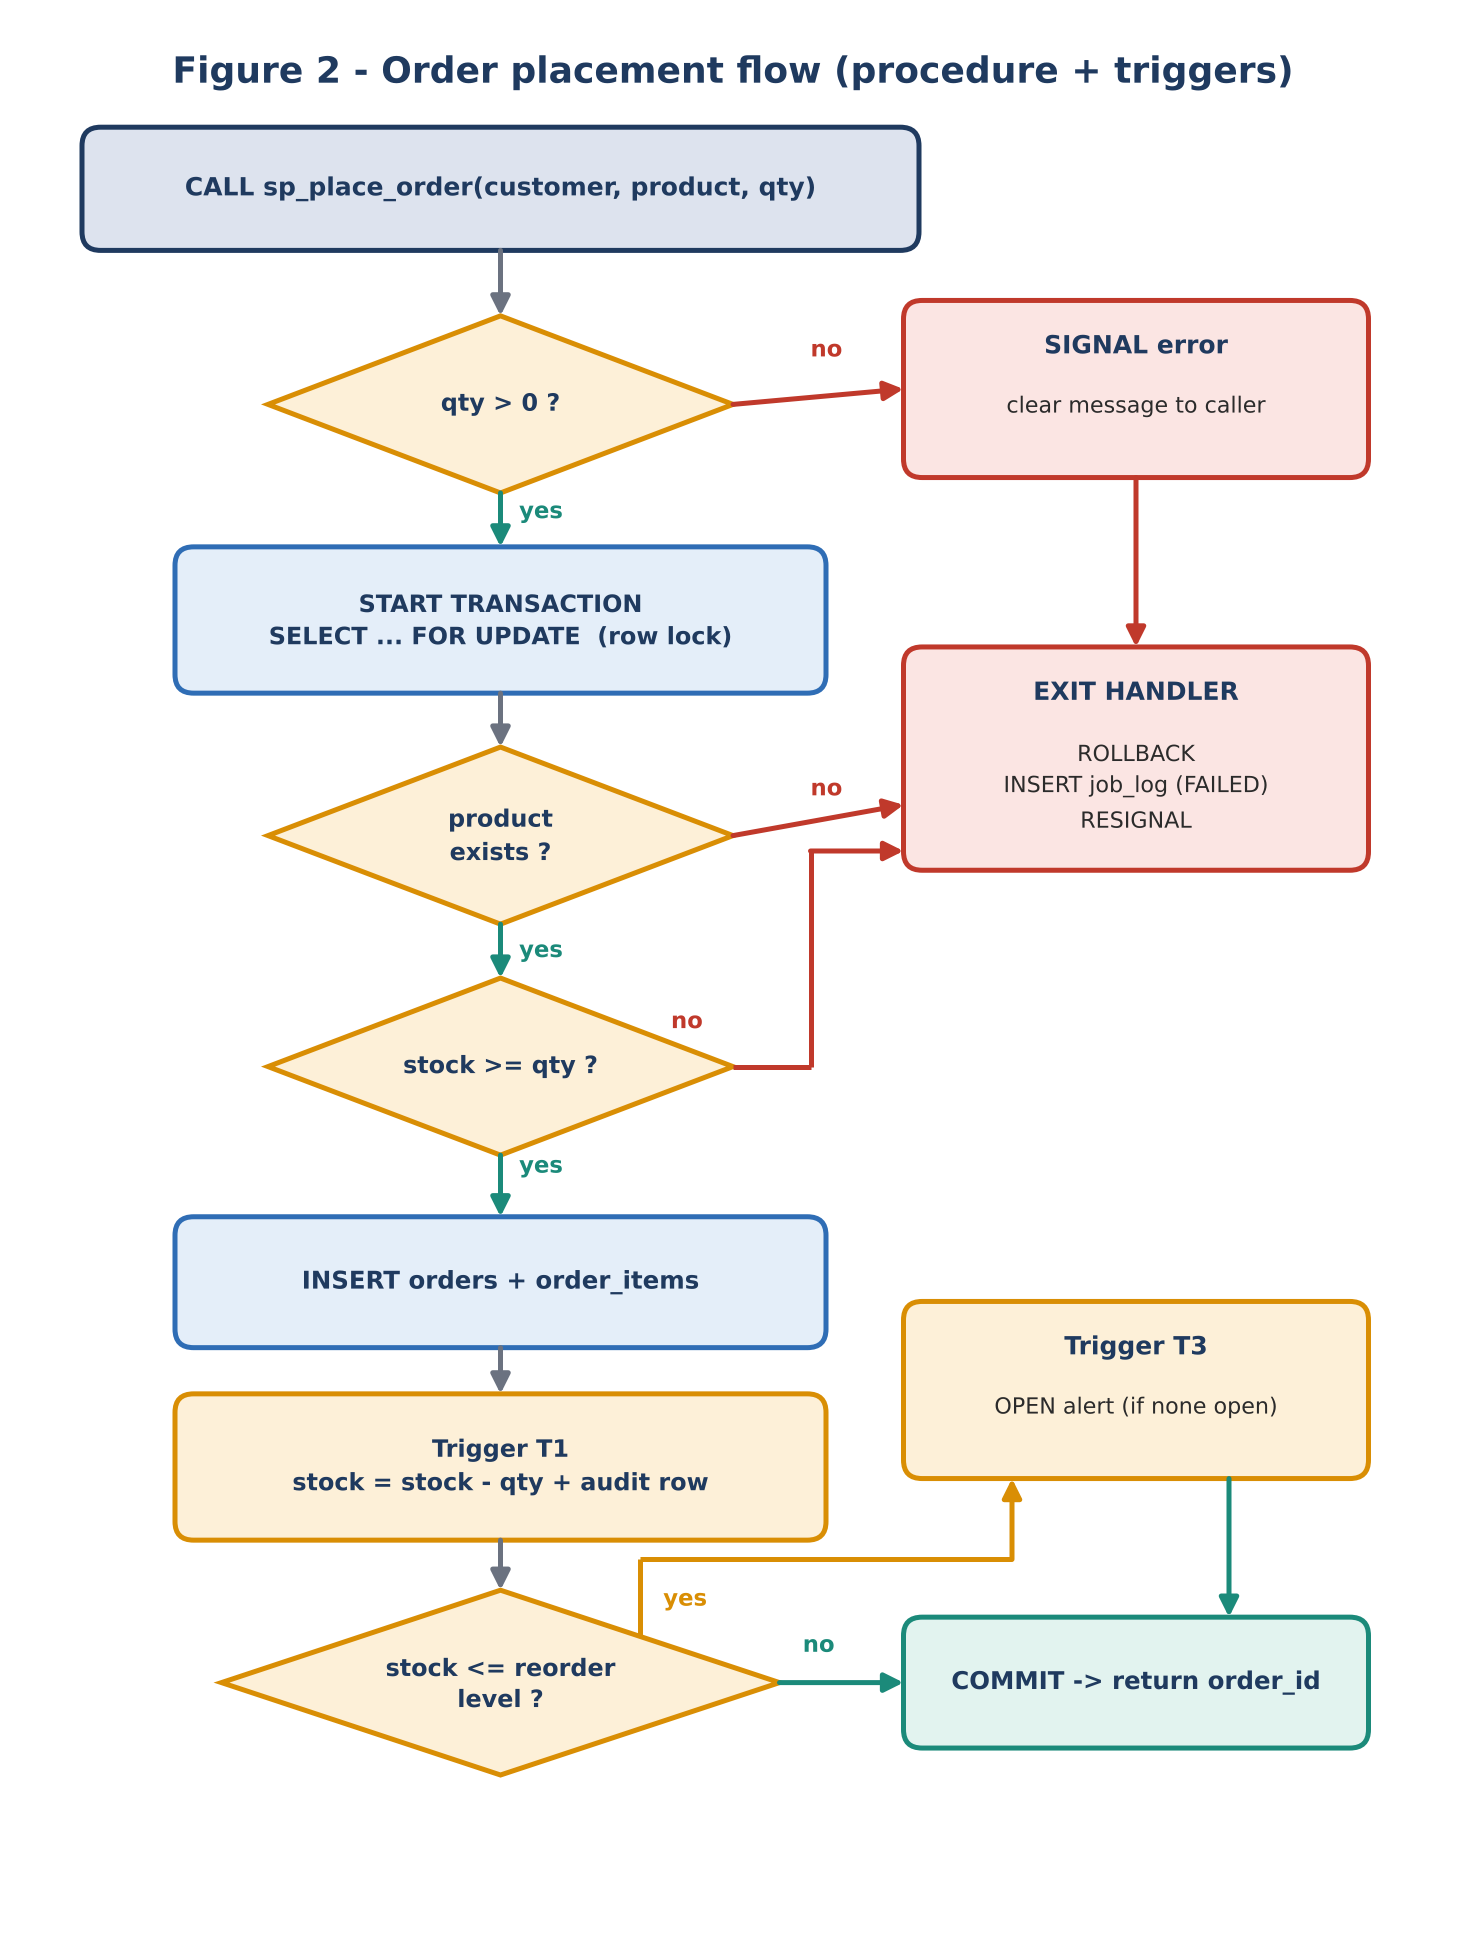 Figure 2 - Order placement flow (procedure + triggers)
CALL sp_place_order(customer, product, qty)
qty > 0 ?
no
SIGNAL error
clear message to caller
yes
START TRANSACTION
SELECT ... FOR UPDATE  (row lock)
EXIT HANDLER
ROLLBACK
INSERT job_log (FAILED)
RESIGNAL
product
exists ?
no
yes
stock >= qty ?
no
yes
INSERT orders + order_items
Trigger T3
OPEN alert (if none open)
Trigger T1
stock = stock - qty + audit row
yes
stock <= reorder
level ?
no
COMMIT -> return order_id